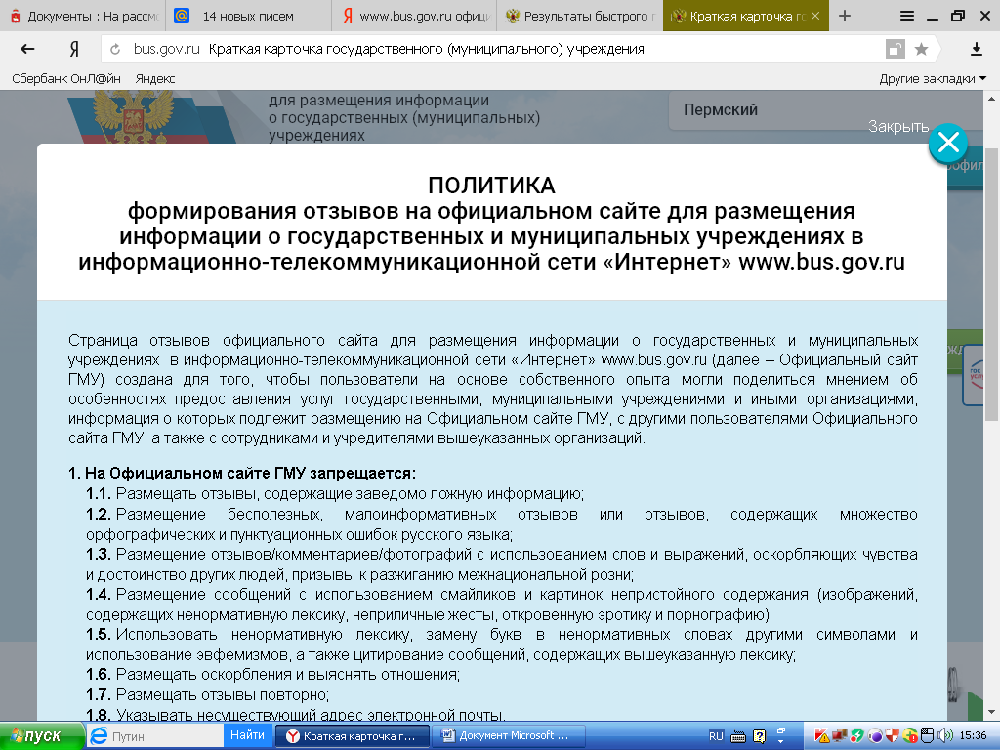 Документы : На рассм
14 новых писем
www.bus.gov.ru офиц
Результаты быстрого п
Краткая карточка го
bus.gov.ru Краткая карточка государственного (муниципального) учреждения
Сбербанк ОнЛ@йн Яндекс
Другие закладки
для размещения информации
о государственных (муниципальных)
учреждениях
Пермский
Закрыть
офил
ПОЛИТИКА
формирования отзывов на официальном сайте для размещения
информации о государственных и муниципальных учреждениях в
информационно-телекоммуникационной сети «Интернет» www.bus.gov.ru
Страница отзывов официального сайта для размещения информации о государственных и муниципальных
учреждениях в информационно-телекоммуникационной сети «Интернет» www.bus.gov.ru (далее – Официальный сайт
ГМУ) создана для того, чтобы пользователи на основе собственного опыта могли поделиться мнением об
особенностях предоставления услуг государственными, муниципальными учреждениями и иными организациями,
информация о которых подлежит размещению на Официальном сайте ГМУ, с другими пользователями Официального
сайта ГМУ, а также с сотрудниками и учредителями вышеуказанных организаций.
1. На Официальном сайте ГМУ запрещается:
1.1. Размещать отзывы, содержащие заведомо ложную информацию;
1.2. Размещение бесполезных, малоинформативных отзывов или отзывов, содержащих множество
орфографических и пунктуационных ошибок русского языка;
1.3. Размещение отзывов/комментариев/фотографий с использованием слов и выражений, оскорбляющих чувства
и достоинство других людей, призывы к разжиганию межнациональной розни;
1.4. Размещение сообщений с использованием смайликов и картинок непристойного содержания (изображений,
содержащих ненормативную лексику, неприличные жесты, откровенную эротику и порнографию);
1.5. Использовать ненормативную лексику, замену букв в ненормативных словах другими символами и
использование эвфемизмов, а также цитирование сообщений, содержащих вышеуказанную лексику;
1.6. Размещать оскорбления и выяснять отношения;
1.7. Размещать отзывы повторно;
1.8. Указывать несуществующий адрес электронной почты.
пуск
Путин
Найти
Краткая карточка г...
Документ Microsoft ...
RU
15:36